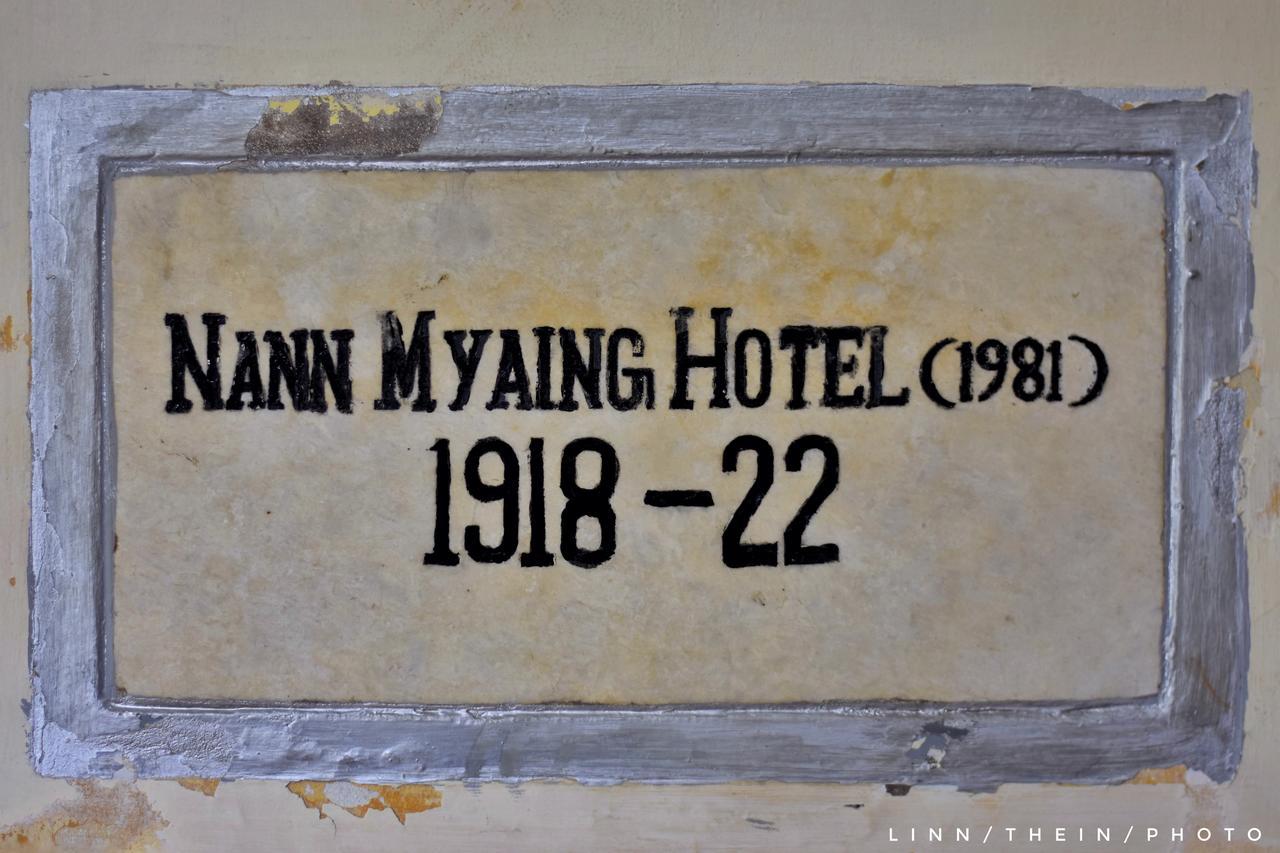 NANN MYAING HOTEL (1981)
1918-22
LINN/THEIN/PHOTO